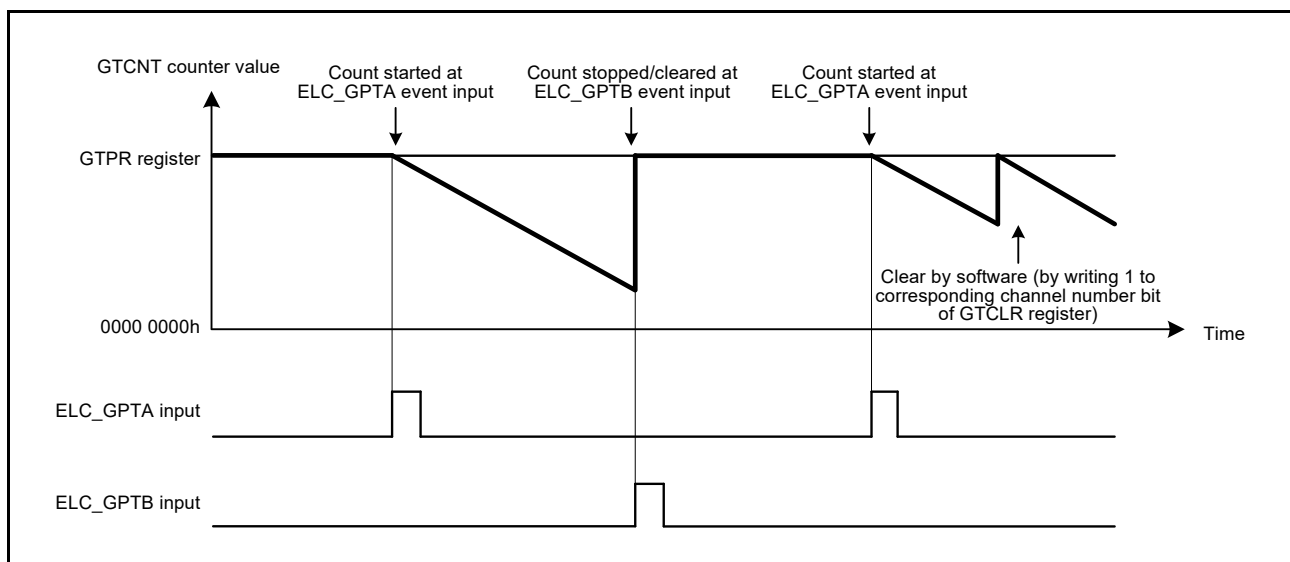 GTCNT counter value
Count started at
ELC_GPTA event input
Count stopped/cleared at
ELC_GPTB event input
Count started at
ELC_GPTA event input
GTPR register
Clear by software (by writing 1 to
corresponding channel number bit
of GTCLR register)
0000 0000h
Time
ELC_GPTA input
ELC_GPTB input